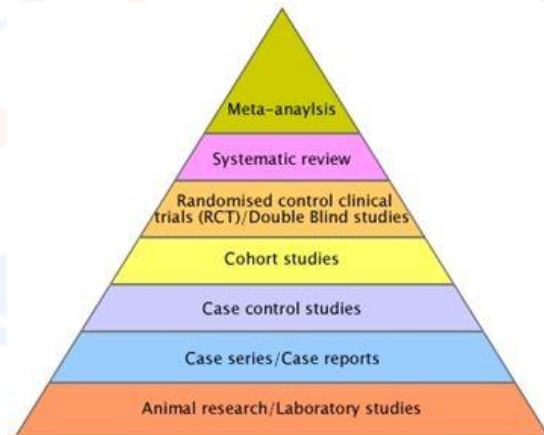 Meta-anaylsis
Systematic review
Randomised control clinical
trials (RCT)/Double Blind studies
Cohort studies
Case control studies
Case series/Case reports
Animal research/Laboratory studies